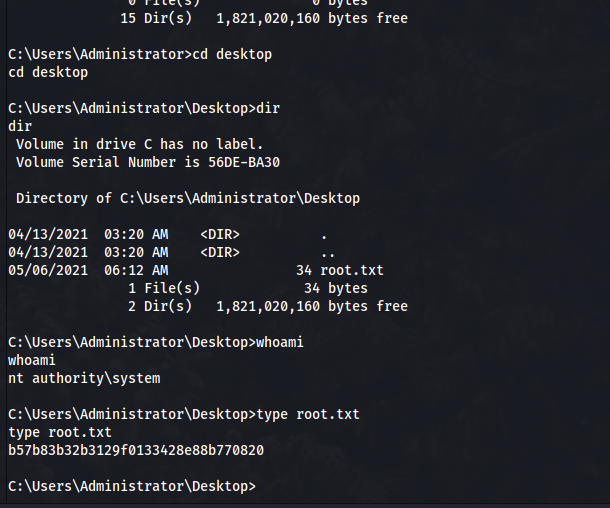 0 File(s)              0 bytes
              15 Dir(s)   1,821,020,160 bytes free
C:\Users\Administrator>cd desktop
cd desktop
C:\Users\Administrator\Desktop>dir
dir
 Volume in drive C has no label.
 Volume Serial Number is 56DE-BA30
 Directory of C:\Users\Administrator\Desktop
04/13/2021  03:20 AM    <DIR>          .
04/13/2021  03:20 AM    <DIR>          ..
05/06/2021  06:12 AM                34 root.txt
               1 File(s)             34 bytes
               2 Dir(s)   1,821,020,160 bytes free
C:\Users\Administrator\Desktop>whoami
whoami
nt authority\system
C:\Users\Administrator\Desktop>type root.txt
type root.txt
b57b83b32b3129f0133428e88b770820
C:\Users\Administrator\Desktop>